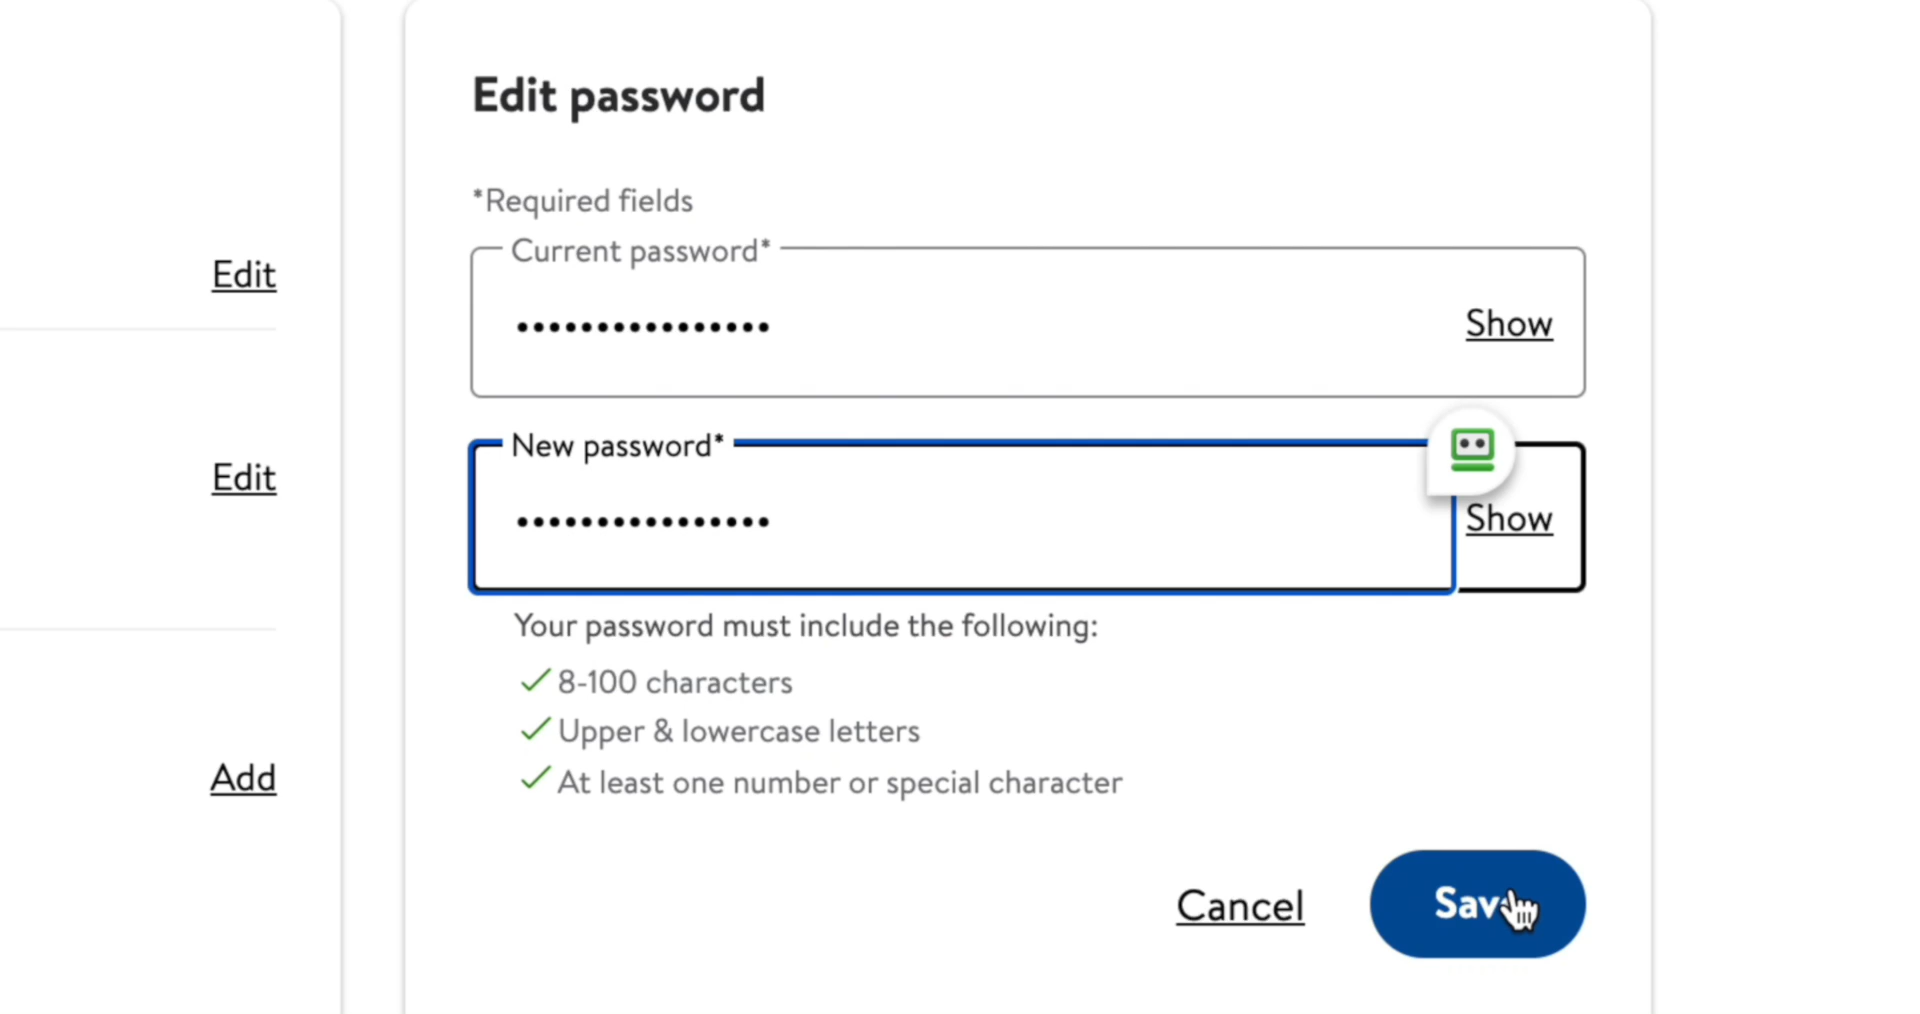 Edit password
*Required fields
Current password*
••••••••••••••••
Show
New password*
••••••••••••••••
Show
Your password must include the following:
8-100 characters
Upper & lowercase letters
At least one number or special character
Cancel
Sav
Edit
Edit
Add